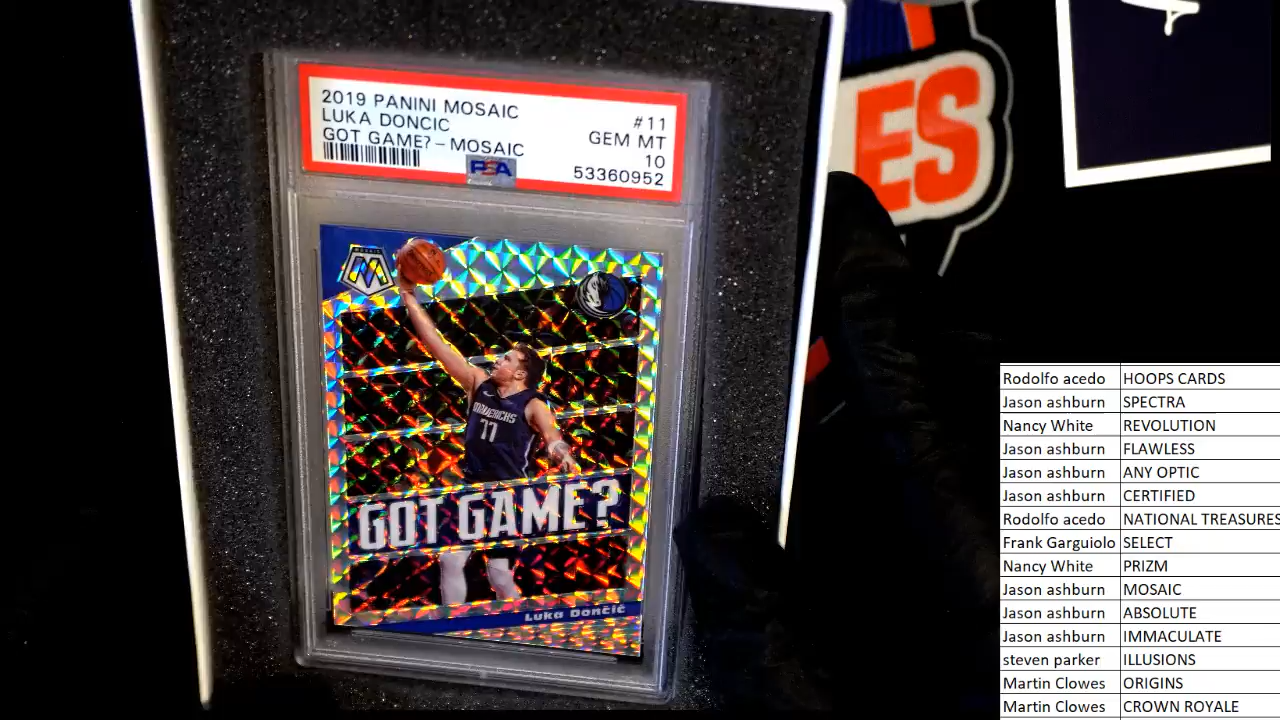 2019 PANINI MOSAIC
LUKA DONCIC
GOT GAME? - MOSAIC
#11
GEM MT
10
53360952
PSA
MOSAIC
MAVERICKS
77
GOT GAME?
Luka Dončić
ES
Rodolfo acedo HOOPS CARDS
Jason ashburn SPECTRA
Nancy White REVOLUTION
Jason ashburn FLAWLESS
Jason ashburn ANY OPTIC
Jason ashburn CERTIFIED
Rodolfo acedo NATIONAL TREASURES
Frank Garguiolo SELECT
Nancy White PRIZM
Jason ashburn MOSAIC
Jason ashburn ABSOLUTE
Jason ashburn IMMACULATE
steven parker ILLUSIONS
Martin Clowes ORIGINS
Martin Clowes CROWN ROYALE